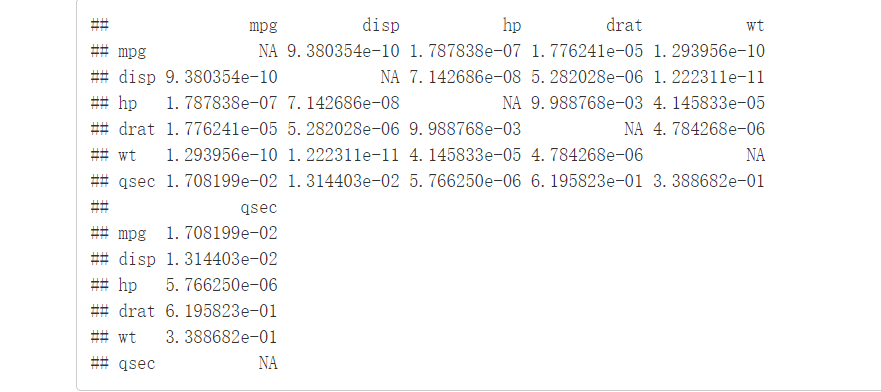 ##              mpg         disp           hp         drat           wt
## mpg           NA 9.380354e-10 1.787838e-07 1.776241e-05 1.293956e-10
## disp 9.380354e-10           NA 7.142686e-08 5.282028e-06 1.222311e-11
## hp   1.787838e-07 7.142686e-08           NA 9.988768e-03 4.145833e-05
## drat 1.776241e-05 5.282028e-06 9.988768e-03           NA 4.784268e-06
## wt   1.293956e-10 1.222311e-11 4.145833e-05 4.784268e-06           NA
## qsec 1.708199e-02 1.314403e-02 5.766250e-06 6.195823e-01 3.388682e-01
##              qsec
## mpg  1.708199e-02
## disp 1.314403e-02
## hp   5.766250e-06
## drat 6.195823e-01
## wt   3.388682e-01
## qsec           NA